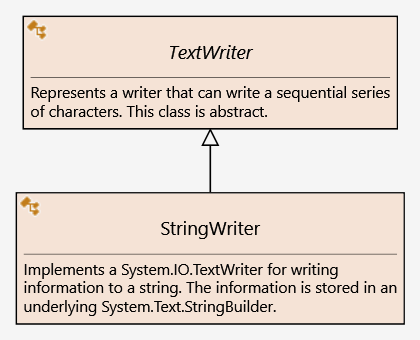 TextWriter
Represents a writer that can write a sequential series
of characters. This class is abstract.
StringWriter
Implements a System.IO.TextWriter for writing
information to a string. The information is stored in an
underlying System.Text.StringBuilder.